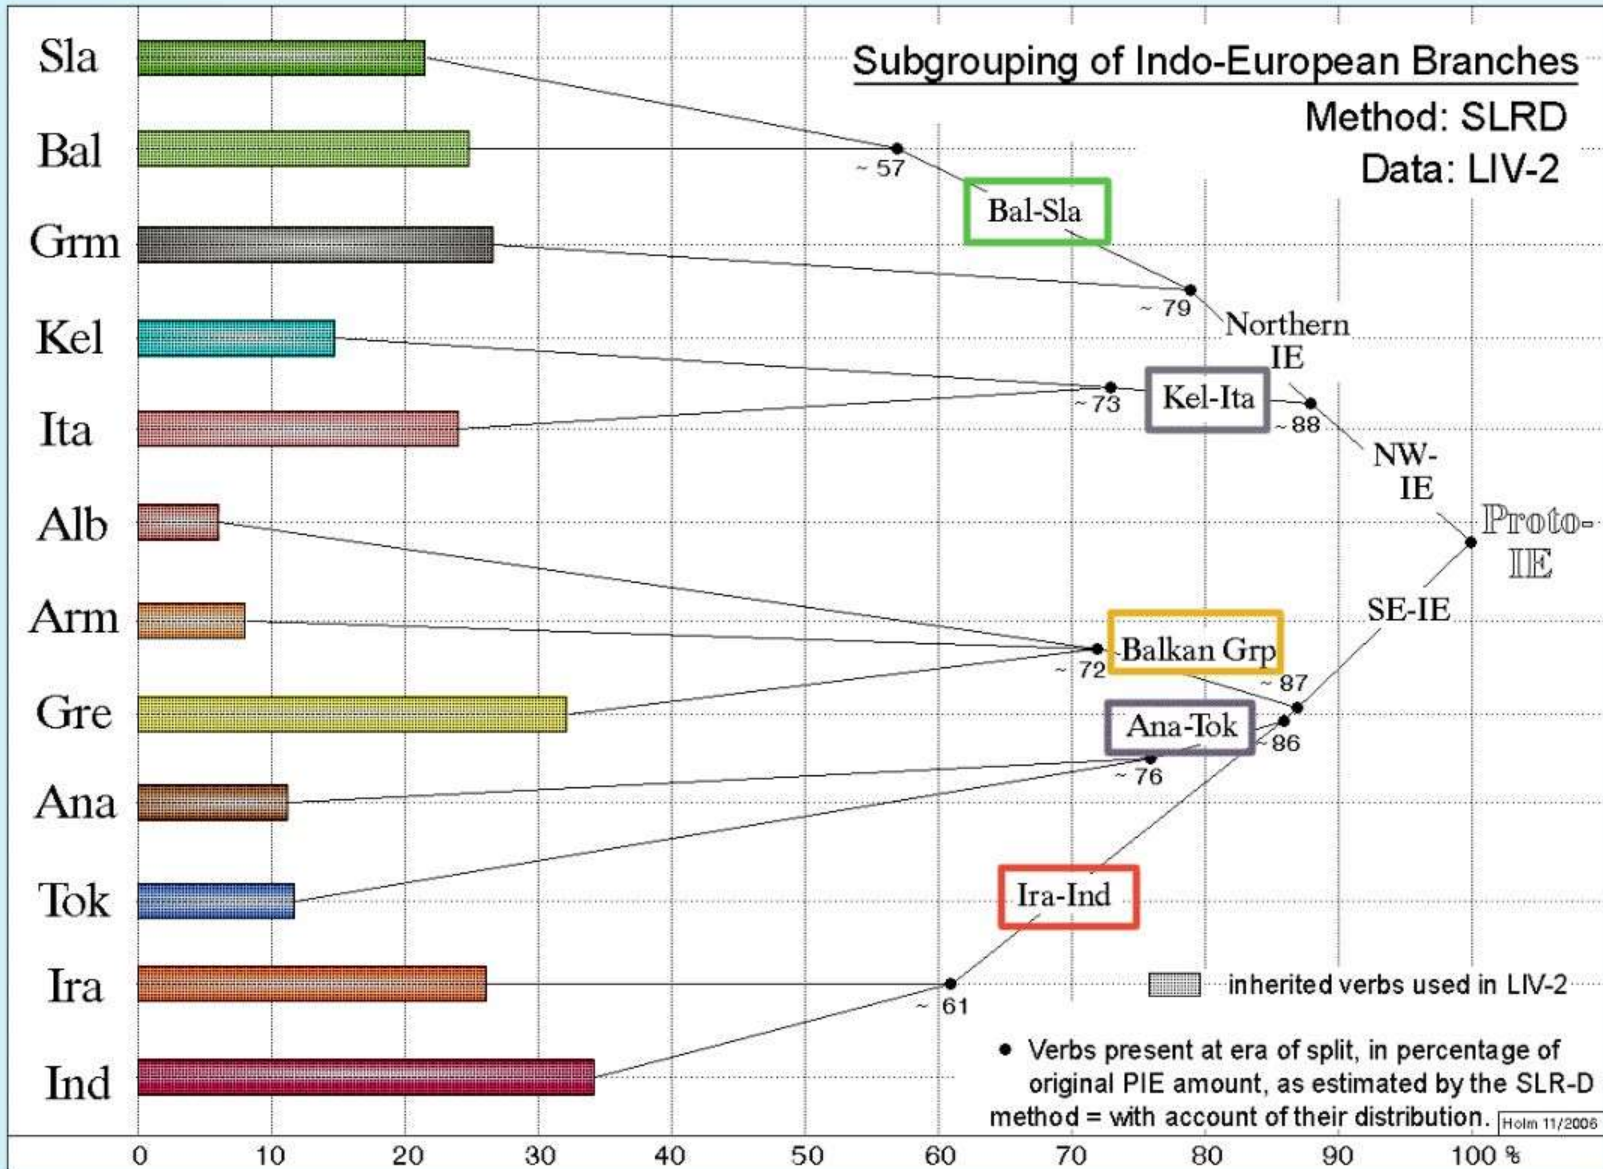 Subgrouping of Indo-European Branches
Method: SLRD
Data: LIV-2
Sla
Bal
~ 57
Bal-Sla
Grm
~ 79
Northern
IE
Kel
~ 73
Kel-Ita
~ 88
Ita
NW-
IE
Alb
Proto-
IE
Arm
SE-IE
~ 72
Balkan Grp
~ 87
Gre
Ana-Tok
~ 86
~ 76
Ana
Tok
Ira-Ind
Ira
~ 61
inherited verbs used in LIV-2
Ind
● Verbs present at era of split, in percentage of
original PIE amount, as estimated by the SLR-D
method = with account of their distribution.
Holm 11/2006
0 10 20 30 40 50 60 70 80 90 100 %